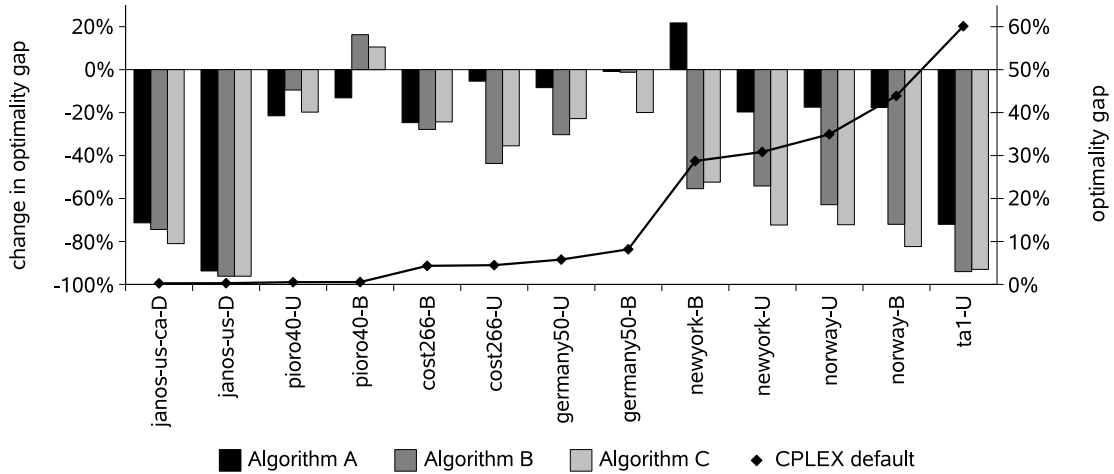 change in optimality gap
20%
0%
-20%
-40%
-60%
-80%
-100%
60%
50%
40%
30%
20%
10%
0%
optimality gap
janos-us-ca-D
janos-us-D
pioro40-U
pioro40-B
cost266-B
cost266-U
germany50-U
germany50-B
newyork-B
newyork-U
norway-U
norway-B
ta1-U
Algorithm A
Algorithm B
Algorithm C
CPLEX default